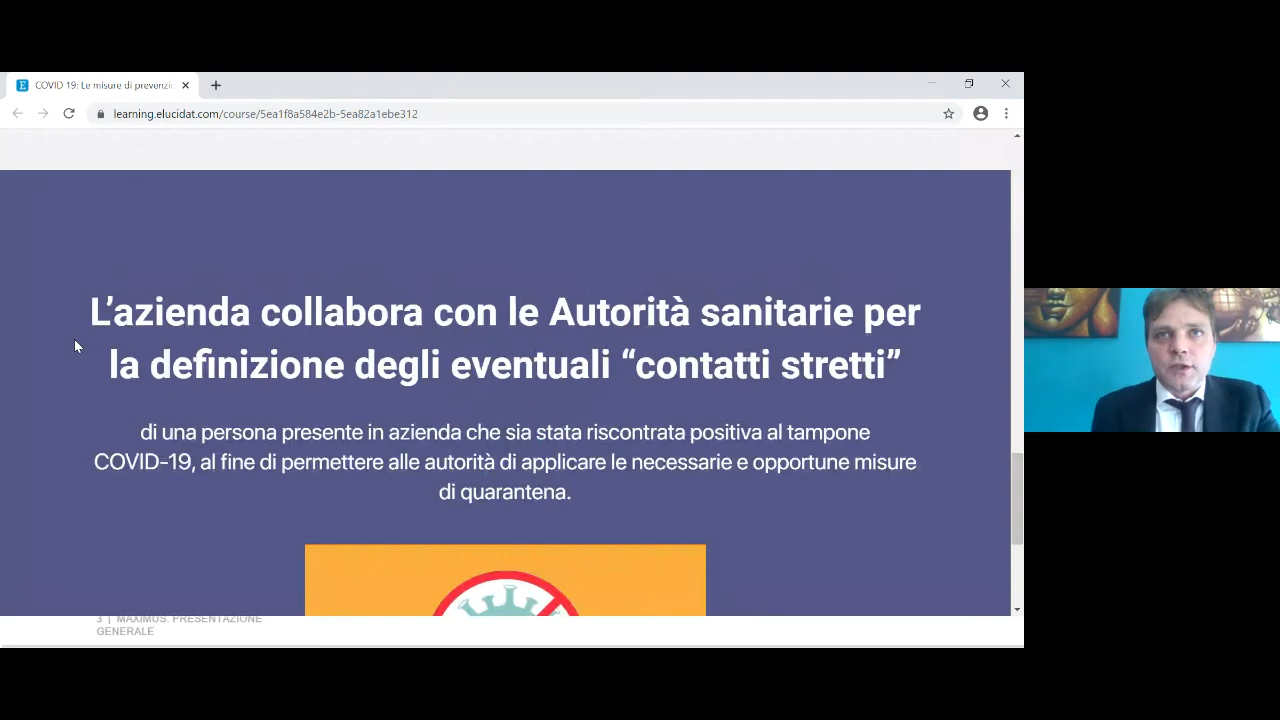 COVID 19: Le misure di prevenzi
learning.elucidat.com/course/5ea1f8a584e2b-5ea82a1ebe312
L’azienda collabora con le Autorità sanitarie per
la definizione degli eventuali “contatti stretti”
di una persona presente in azienda che sia stata riscontrata positiva al tampone
COVID-19, al fine di permettere alle autorità di applicare le necessarie e opportune misure
di quarantena.
3 | MAXIMUS. PRESENTAZIONE
GENERALE